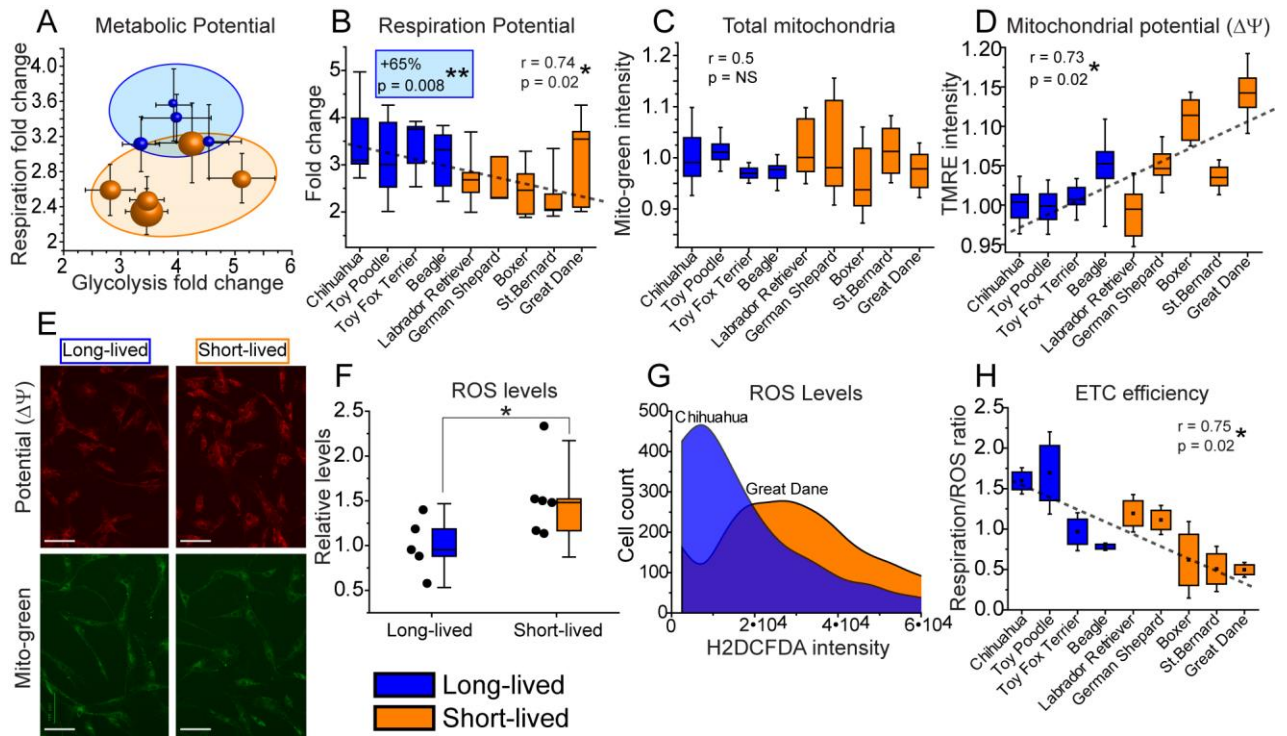 A
Metabolic Potential
Respiration fold change
4.0
3.6
3.2
2.8
2.4
2
2
3
4
5
6
Glycolysis fold change
B
Respiration Potential
+65%
p = 0.008
**
r = 0.74
p = 0.02
*
Fold change
5
4
3
2
Chihuahua
Toy Poodle
Toy Fox Terrier
Beagle
Labrador Retriever
German Shepard
Boxer
St.Bernard
Great Dane
C
Total mitochondria
r = 0.5
p = NS
Mito-green intensity
1.2
1.1
1.0
0.9
Chihuahua
Toy Poodle
Toy Fox Terrier
Beagle
Labrador Retriever
German Shepard
Boxer
St.Bernard
Great Dane
D
Mitochondrial potential (ΔΨ)
r = 0.73
p = 0.02
*
TMRE intensity
1.20
1.15
1.10
1.05
1.00
0.95
Chihuahua
Toy Poodle
Toy Fox Terrier
Beagle
Labrador Retriever
German Shepard
Boxer
St.Bernard
Great Dane
E
Long-lived
Short-lived
Potential (ΔΨ)
Mito-green
F
ROS levels
*
Relative levels
2.5
2.0
1.5
1.0
0.5
Long-lived
Short-lived
G
ROS Levels
Chihuahua
Great Dane
Cell count
500
400
300
200
100
0
0
2•10⁴
4•10⁴
6•10⁴
H2DCFDA intensity
H
ETC efficiency
r = 0.75
p = 0.02
*
Respiration/ROS ratio
2.5
2.0
1.5
1.0
0.5
0.0
Chihuahua
Toy Poodle
Toy Fox Terrier
Beagle
Labrador Retriever
German Shepard
Boxer
St.Bernard
Great Dane
Long-lived
Short-lived